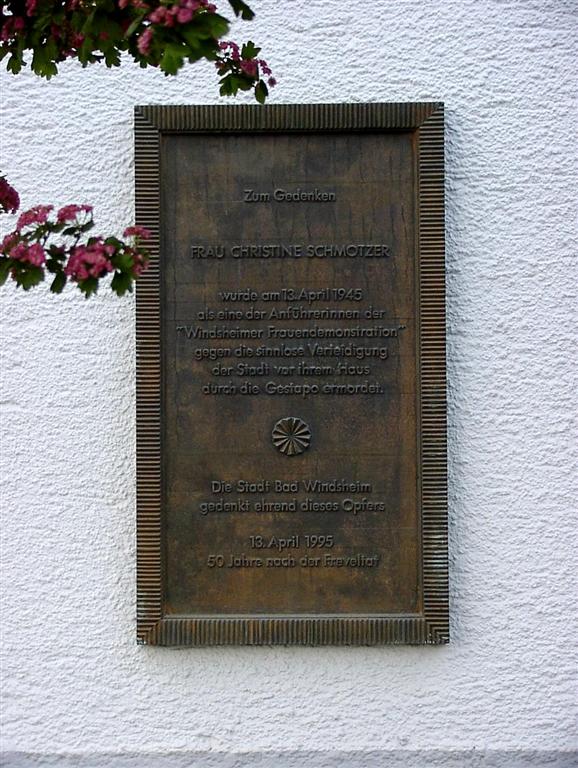 Zum Gedenken
FRAU CHRISTINE SCHMOTZER
wurde am 13. April 1945
als eine der Anführerinnen der
"Windsheimer Frauendemonstration"
gegen die sinnlose Verteidigung
der Stadt vor ihrem Haus
durch die Gestapo ermordet.
Die Stadt Bad Windsheim
gedenkt ehrend dieses Opfers
13. April 1995
50 Jahre nach der Freveltat